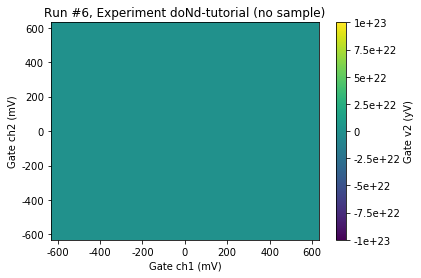 Run #6, Experiment doNd-tutorial (no sample)
600
400
200
0
-200
-400
-600
Gate ch2 (mV)
-600
-400
-200
0
200
400
600
Gate ch1 (mV)
1e+23
7.5e+22
5e+22
2.5e+22
0
-2.5e+22
-5e+22
-7.5e+22
-1e+23
Gate v2 (yV)